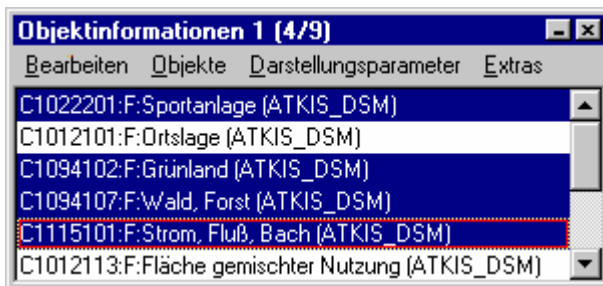 Objektinformationen 1 (4/9)
Bearbeiten Objekte Darstellungsparameter Extras
C1022201:F:Sportanlage (ATKIS_DSM)
C1012101:F:Ortslage (ATKIS_DSM)
C1094102:F:Grünland (ATKIS_DSM)
C1094107:F:Wald, Forst (ATKIS_DSM)
C1115101:F:Strom, Fluß, Bach (ATKIS_DSM)
C1012113:F:Fläche gemischter Nutzung (ATKIS_DSM)